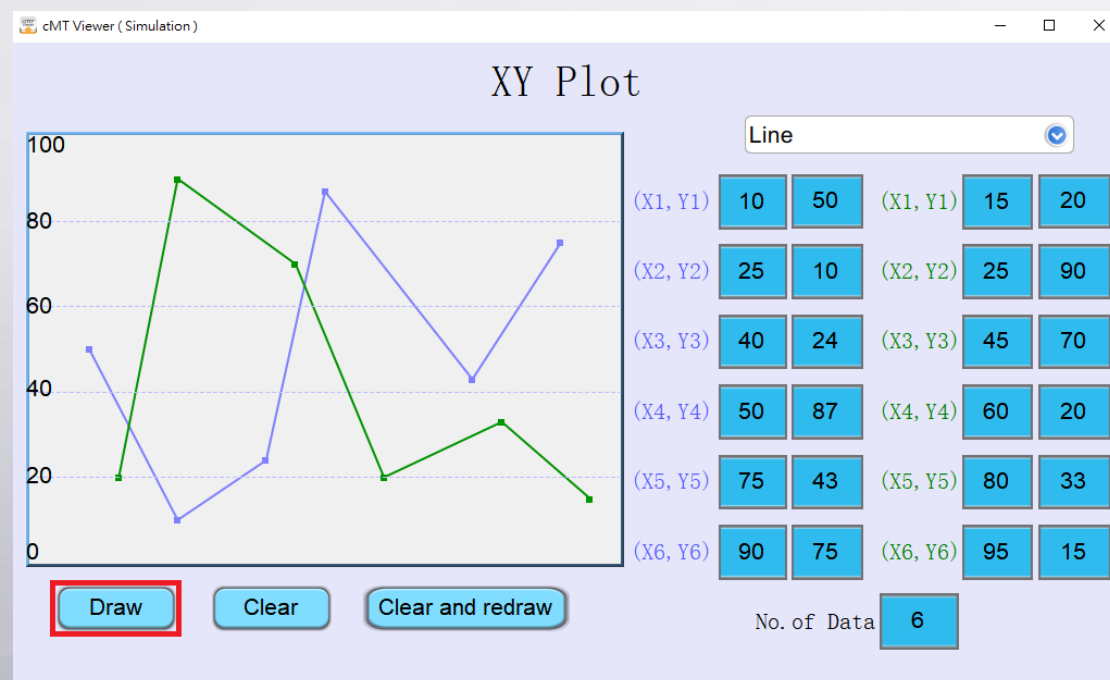 cMT Viewer ( Simulation )
XY Plot
Line
100
80
60
40
20
0
(X1, Y1) 10 50 (X1, Y1) 15 20
(X2, Y2) 25 10 (X2, Y2) 25 90
(X3, Y3) 40 24 (X3, Y3) 45 70
(X4, Y4) 50 87 (X4, Y4) 60 20
(X5, Y5) 75 43 (X5, Y5) 80 33
(X6, Y6) 90 75 (X6, Y6) 95 15
Draw Clear Clear and redraw
No. of Data 6